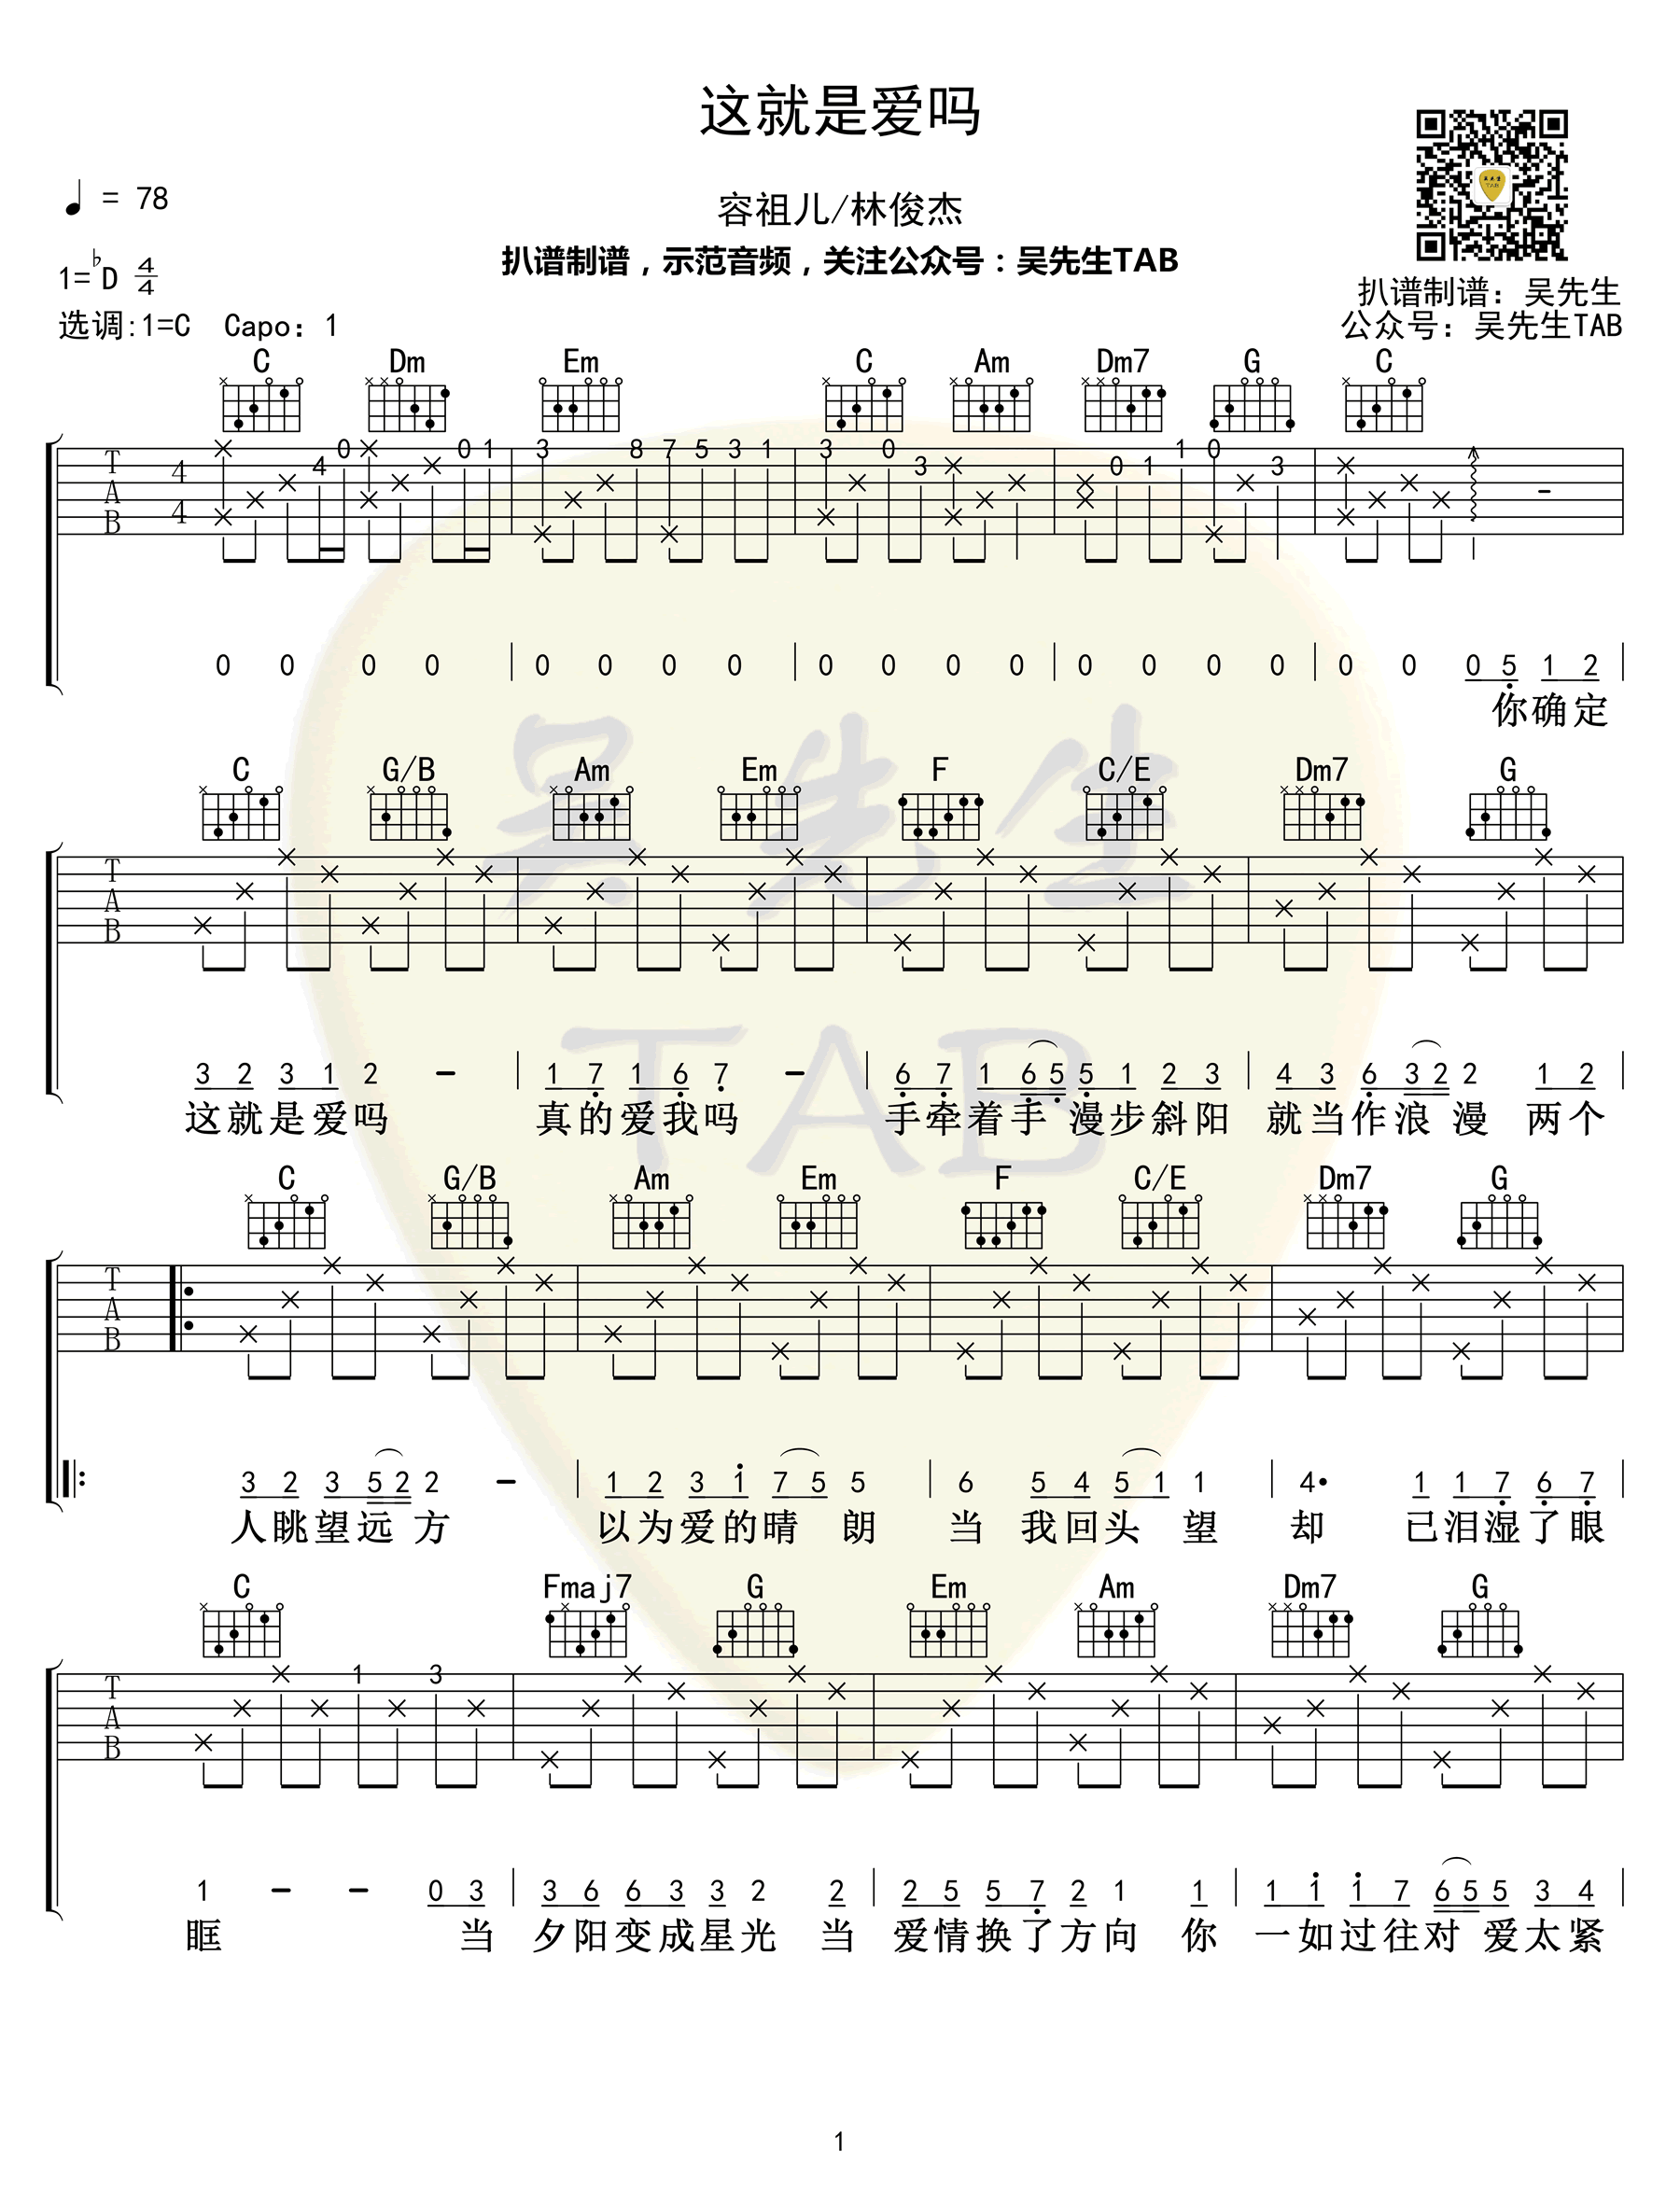 这就是爱吗
♩ = 78
容祖儿/林俊杰
扒谱制谱，示范音频，关注公众号：吴先生TAB
1=♭D 4/4
扒谱制谱：吴先生
选调:1=C Capo：1
公众号：吴先生TAB
C Dm Em C Am Dm7 G C
T A B 4 4 4 0 0 1 3 8 7 5 3 1 3 0 3 0 1 1 0 3 -
0 0 0 0 | 0 0 0 0 | 0 0 0 0 | 0 0 0 0 | 0 0 0 5 1 2 |
你确定
C G/B Am Em F C/E Dm7 G
T A B
3 2 3 1 2 - | 1 7 1 6 7 - | 6 7 1 6 5 5 1 2 3 | 4 3 6 3 2 2 1 2 |
这就是爱吗 真的爱我吗 手牵着手 漫步斜阳 就当作浪 漫 两个
C G/B Am Em F C/E Dm7 G
T A B
3 2 3 5 2 2 - | 1 2 3 1 7 5 5 | 6 5 4 5 1 1 | 4• 1 1 7 6 7 |
人眺望远 方 以为爱的晴 朗 当 我回头 望 却 己泪湿了眼
C Fmaj7 G Em Am Dm7 G
T A B 1 3
1 - - 0 3 | 3 6 6 3 3 2 2 | 2 5 5 7 2 1 1 | 1 1 1 7 6 5 5 3 4 |
眶 当 夕阳变成星光 当 爱情换了方向 你 一如过往对 爱太紧
吴先生
TAB
1